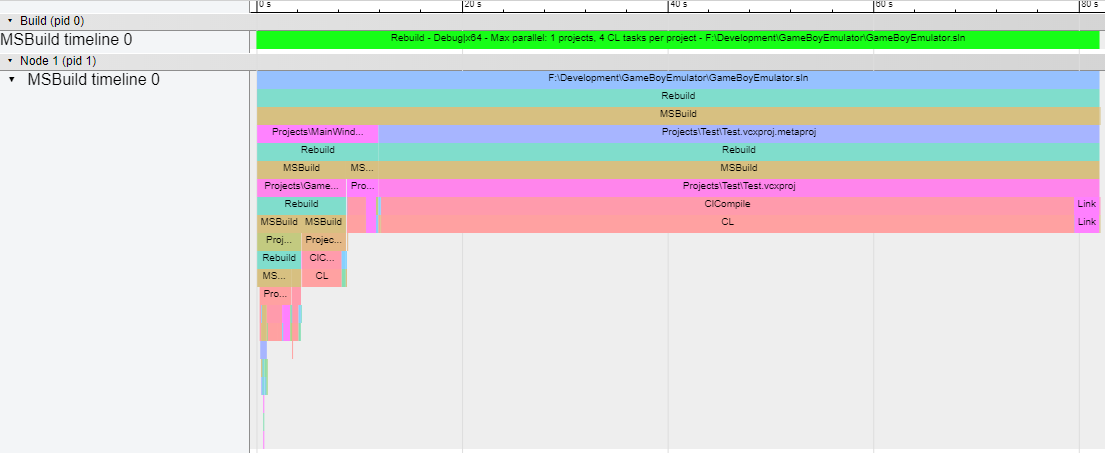 0 s 20 s 40 s 60 s 80 s
Build (pid 0)
MSBuild timeline 0
Rebuild - Debug|x64 - Max parallel: 1 projects, 4 CL tasks per project - F:\Development\GameBoyEmulator\GameBoyEmulator.sln
Node 1 (pid 1)
MSBuild timeline 0
F:\Development\GameBoyEmulator\GameBoyEmulator.sln
Rebuild
MSBuild
Projects\MainWind... Projects\Test\Test.vcxproj.metaproj
Rebuild Rebuild
MSBuild MS... MSBuild
Projects\Game... Pro... Projects\Test\Test.vcxproj
Rebuild ClCompile Link
MSBuild MSBuild CL Link
Proj... Projec...
Rebuild ClC...
MS... CL
Pro...